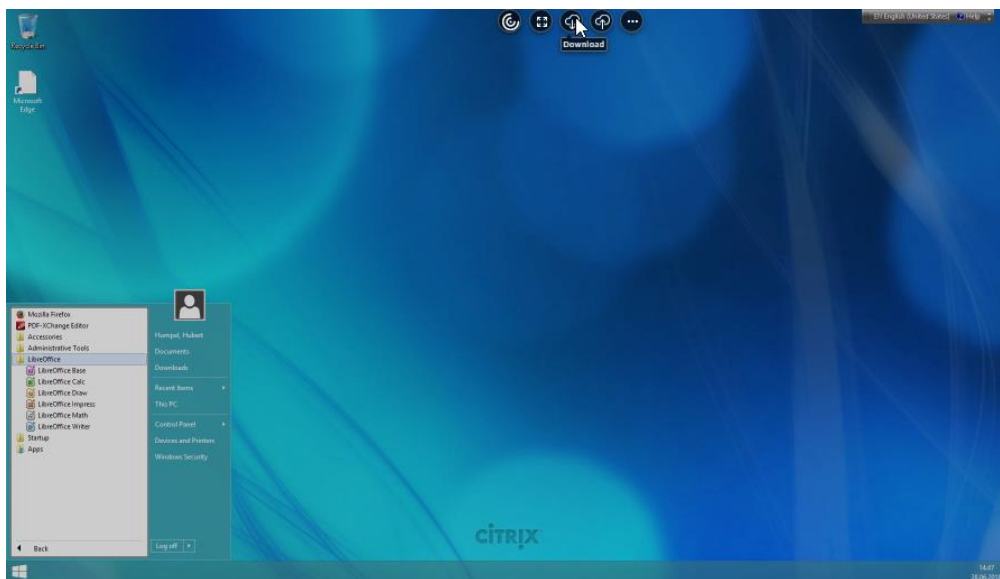 EN English (United States) Help
Download
Recycle Bin
Microsoft
Edge
Mozilla Firefox
PDF-XChange Editor
Accessories
Administrative Tools
LibreOffice
LibreOffice Base
LibreOffice Calc
LibreOffice Draw
LibreOffice Impress
LibreOffice Math
LibreOffice Writer
Startup
Apps
Back
Hubert
Documents
Downloads
Recent Items
This PC
Control Panel
Devices and Printers
Windows Security
Log off
CITRIX
14:07